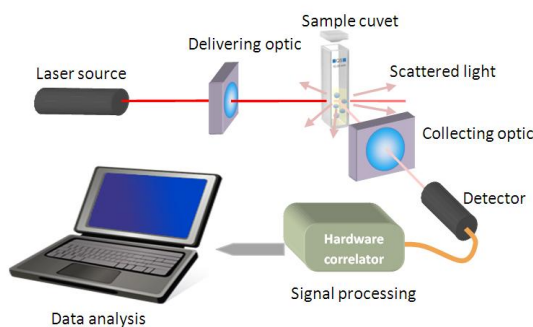 Sample cuvet
Delivering optic
Laser source
Scattered light
Collecting optic
Detector
Hardware
correlator
Signal processing
Data analysis